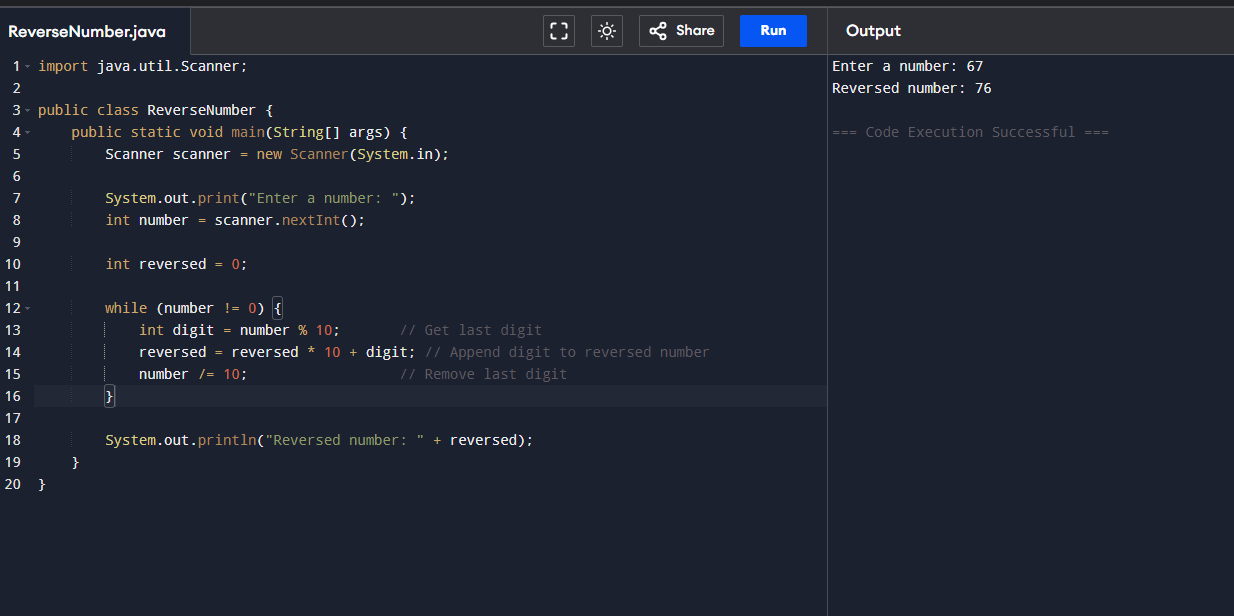 ReverseNumber.java
Share
Run
Output
1 import java.util.Scanner;
2
3 public class ReverseNumber {
4     public static void main(String[] args) {
5         Scanner scanner = new Scanner(System.in);
6
7         System.out.print("Enter a number: ");
8         int number = scanner.nextInt();
9
10         int reversed = 0;
11
12         while (number != 0) {
13             int digit = number % 10;       // Get last digit
14             reversed = reversed * 10 + digit; // Append digit to reversed number
15             number /= 10;                  // Remove last digit
16         }
17
18         System.out.println("Reversed number: " + reversed);
19     }
20 }
Enter a number: 67
Reversed number: 76
=== Code Execution Successful ===